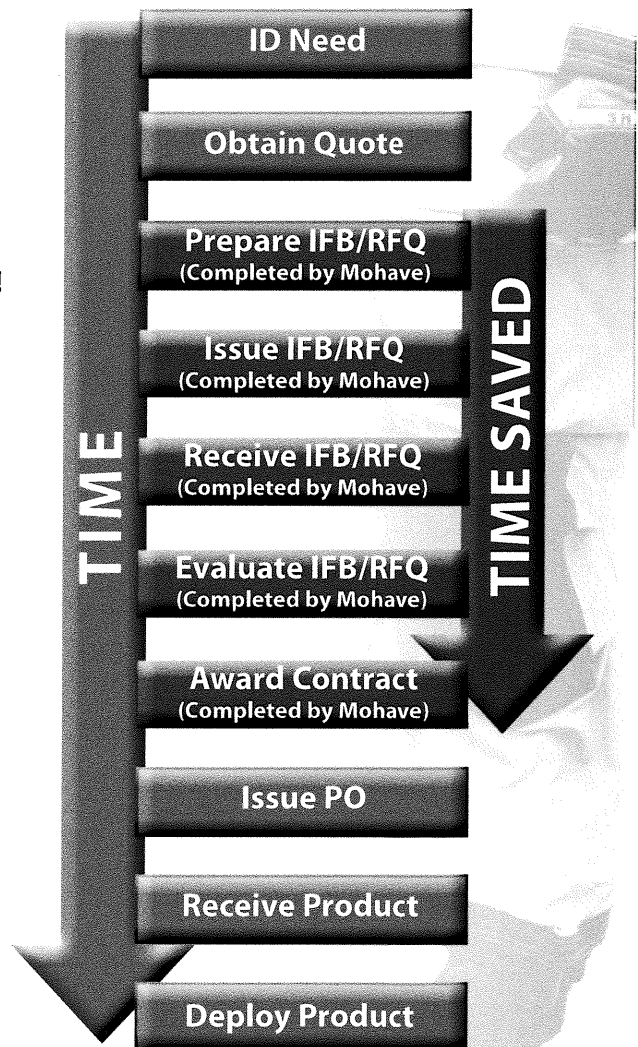 ID Need
Obtain Quote
Prepare IFB/RFQ
(Completed by Mohave)
Issue IFB/RFQ
(Completed by Mohave)
Receive IFB/RFQ
(Completed by Mohave)
Evaluate IFB/RFQ
(Completed by Mohave)
Award Contract
(Completed by Mohave)
Issue PO
Receive Product
Deploy Product
TIME
TIME SAVED